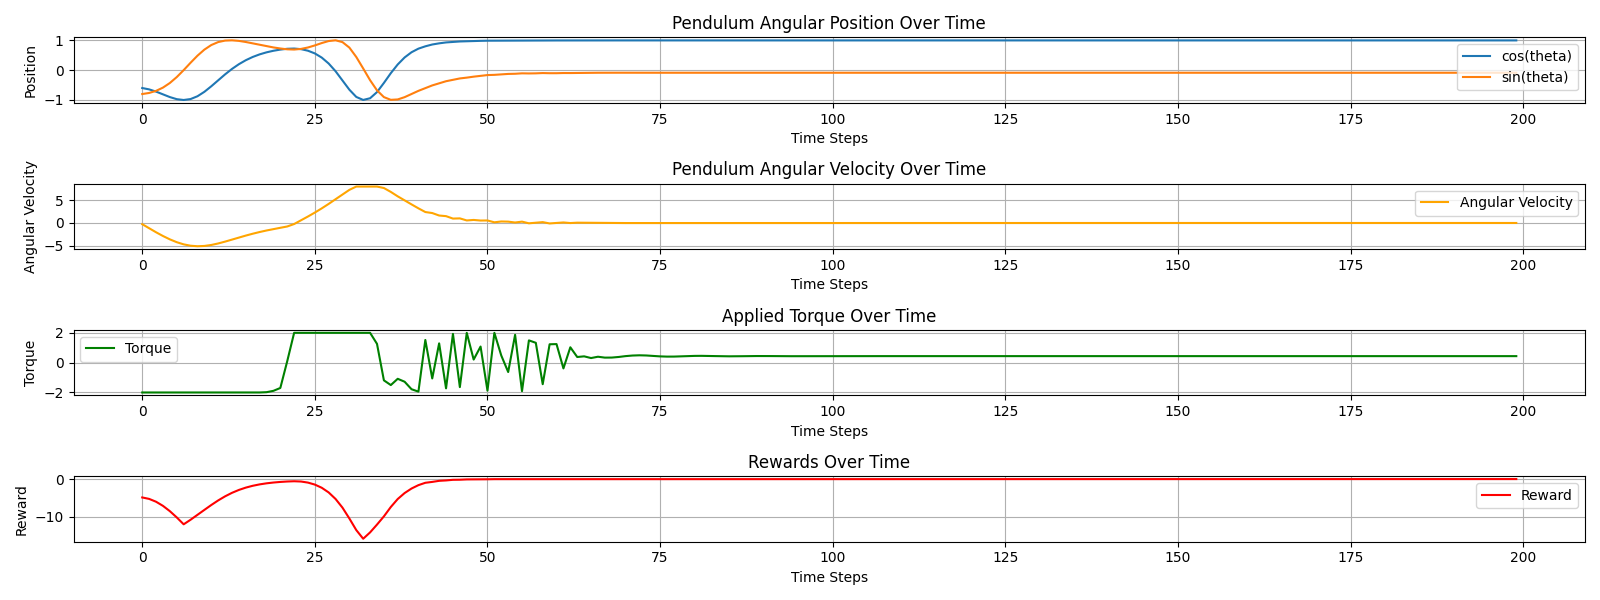 Pendulum Angular Position Over Time
Position
1
0
−1
cos(theta)
sin(theta)
0 25 50 75 100 125 150 175 200
Time Steps
Pendulum Angular Velocity Over Time
Angular Velocity
5
0
−5
Angular Velocity
0 25 50 75 100 125 150 175 200
Time Steps
Applied Torque Over Time
Torque
2
0
−2
Torque
0 25 50 75 100 125 150 175 200
Time Steps
Rewards Over Time
Reward
0
−10
Reward
0 25 50 75 100 125 150 175 200
Time Steps